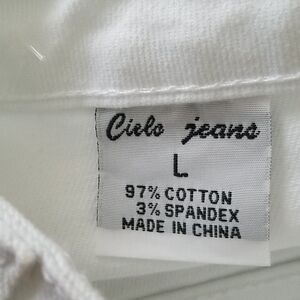 Cielo jeans
L
97% COTTON
3% SPANDEX
MADE IN CHINA